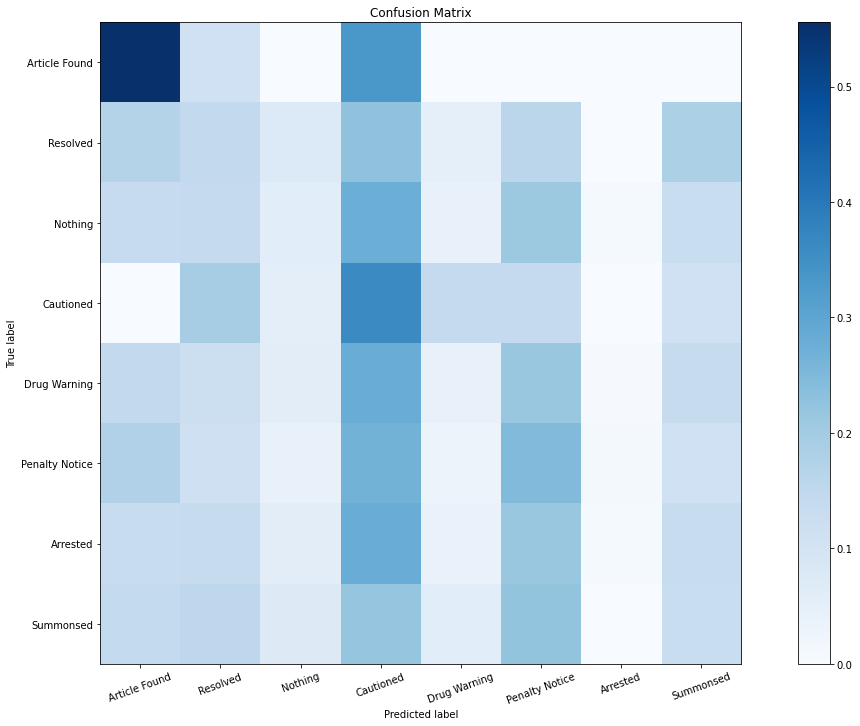 Confusion Matrix
Article Found
Resolved
Nothing
Cautioned
Drug Warning
Penalty Notice
Arrested
Summonsed
True label
Article Found
Resolved
Nothing
Cautioned
Drug Warning
Penalty Notice
Arrested
Summonsed
Predicted label
0.5
0.4
0.3
0.2
0.1
0.0